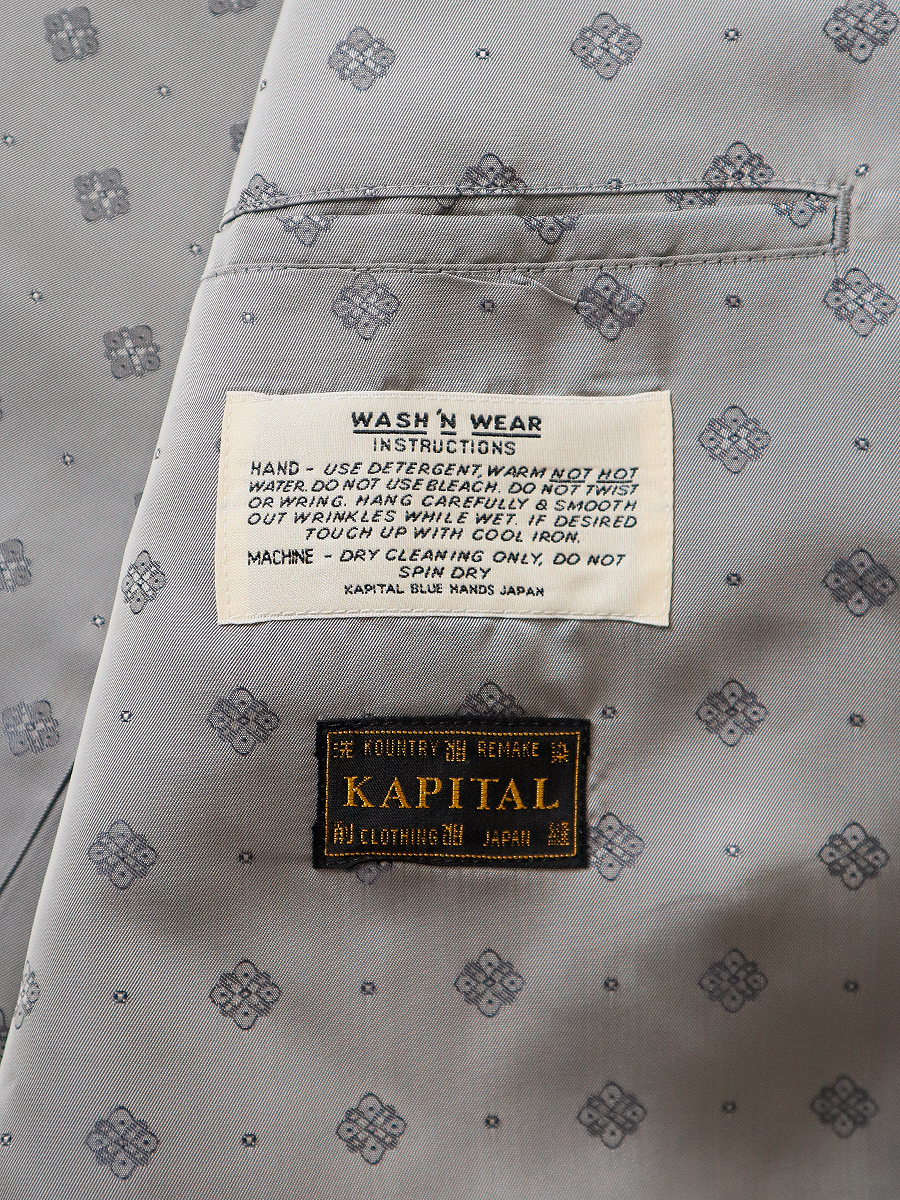 WASH 'N WEAR
INSTRUCTIONS
HAND - USE DETERGENT, WARM NOT HOT
WATER. DO NOT USE BLEACH. DO NOT TWIST
OR WRING. HANG CAREFULLY & SMOOTH
OUT WRINKLES WHILE WET. IF DESIRED
TOUCH UP WITH COOL IRON.
MACHINE - DRY CLEANING ONLY, DO NOT
SPIN DRY
KAPITAL BLUE HANDS JAPAN
KOUNTRY REMAKE 染
KAPITAL
CLOTHING JAPAN